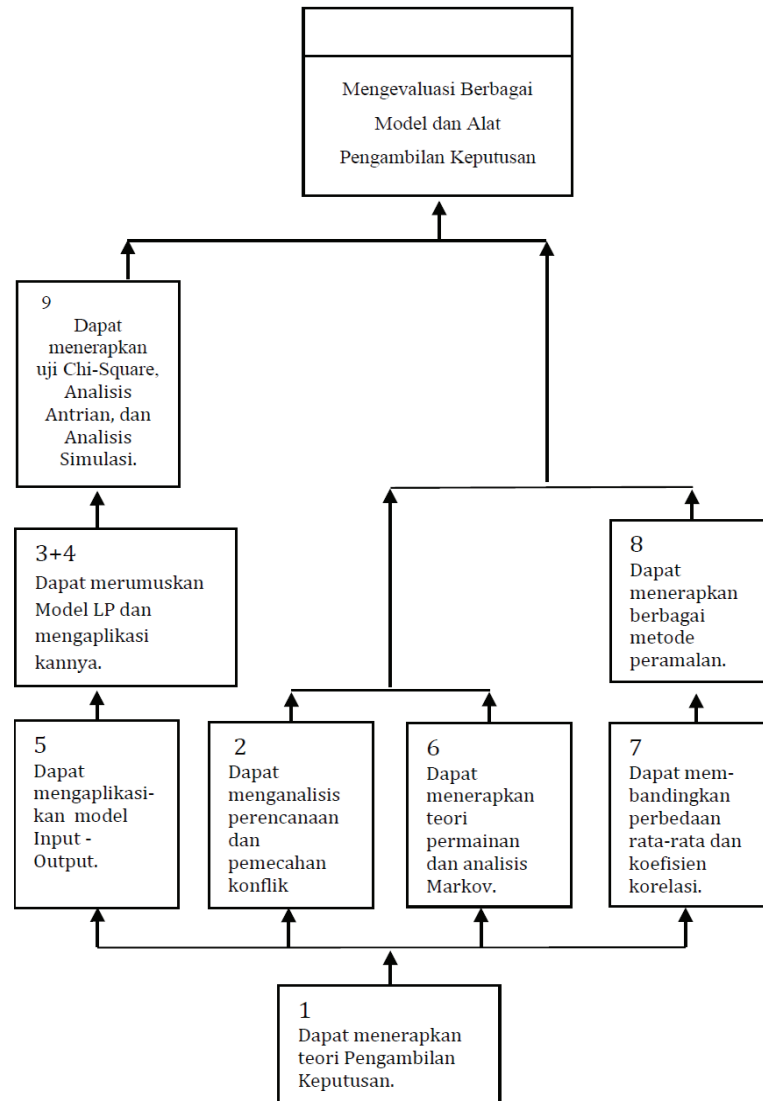 Mengevaluasi Berbagai
Model dan Alat
Pengambilan Keputusan
9
Dapat
menerapkan
uji Chi-Square,
Analisis
Antrian, dan
Analisis
Simulasi.
3+4
Dapat merumuskan
Model LP dan
mengaplikasi
kannya.
8
Dapat
menerapkan
berbagai
metode
peramalan.
5
Dapat
mengaplikasi-
kan model
Input -
Output.
2
Dapat
menganalisis
perencanaan
dan
pemecahan
konflik
6
Dapat
menerapkan
teori
permainan
dan analisis
Markov.
7
Dapat mem-
bandingkan
perbedaan
rata-rata dan
koefisien
korelasi.
1
Dapat menerapkan
teori Pengambilan
Keputusan.